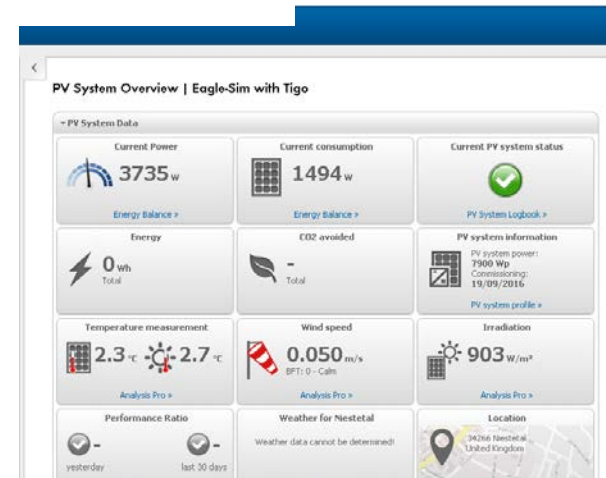 PV System Overview | Eagle-Sim with Tigo
PV System Data
Current Power
3735 W
Energy Balance »
Current consumption
1494 W
Energy Balance »
Current PV system status
PV System Logbook »
Energy
0 Wh
Total
CO2 avoided
-
Total
PV system information
PV system power:
7900 Wp
Commissioning:
19/09/2016
PV system profile »
Temperature measurement
2.3 °C
-2.7 °C
Analysis Pro »
Wind speed
0.050 m/s
BFT: 0 - Calm
Analysis Pro »
Irradiation
903 W/m²
Analysis Pro »
Performance Ratio
-
yesterday
-
last 30 days
Weather for Niestetal
Weather data cannot be determined!
Location
34266 Niestetal
United Kingdom